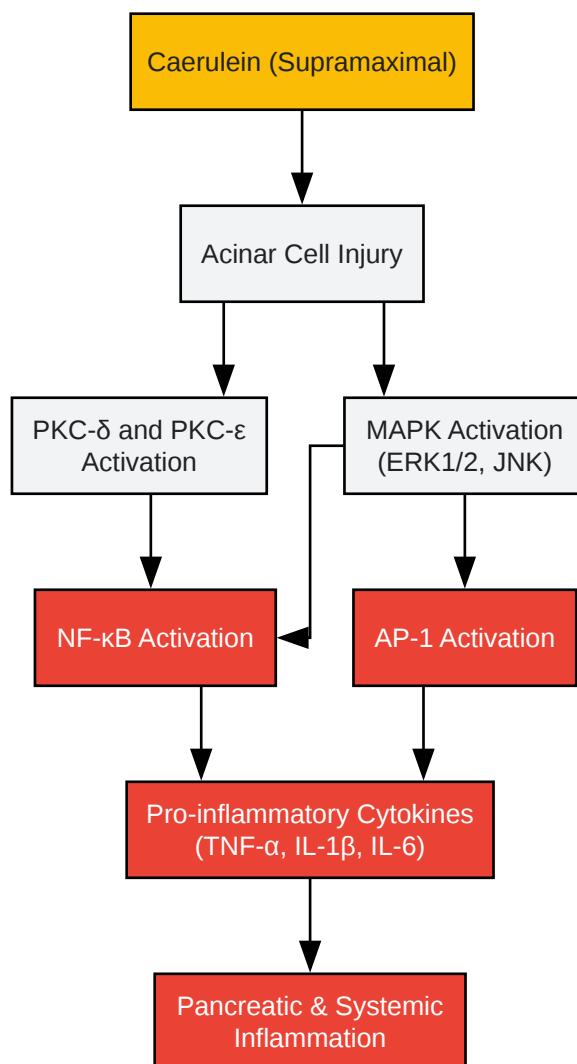 Caerulein (Supramaximal)
Acinar Cell Injury
PKC-δ and PKC-ε
Activation
MAPK Activation
(ERK1/2, JNK)
NF-κB Activation
AP-1 Activation
Pro-inflammatory Cytokines
(TNF-α, IL-1β, IL-6)
Pancreatic & Systemic
Inflammation